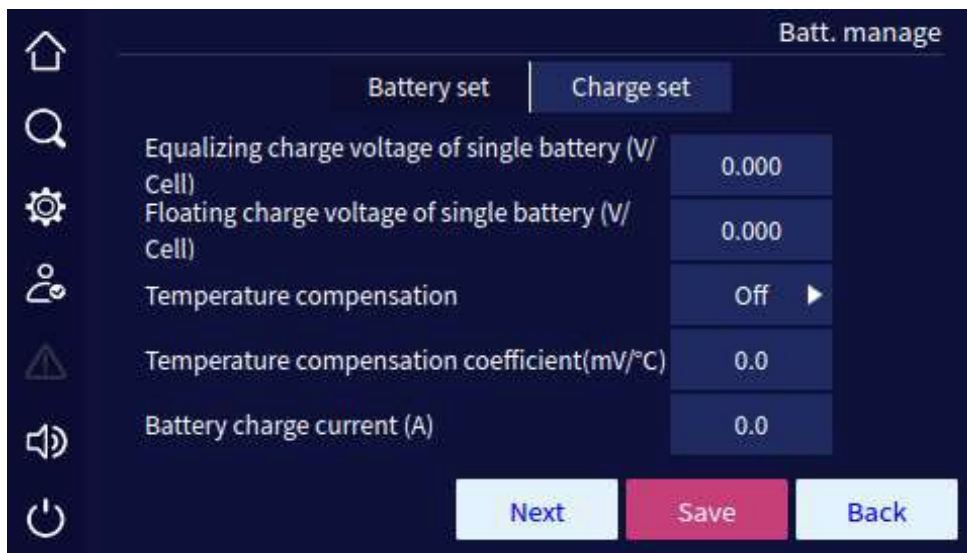 Batt. manage
Battery set
Charge set
Equalizing charge voltage of single battery (V/
Cell)
0.000
Floating charge voltage of single battery (V/
Cell)
0.000
Temperature compensation
Off
Temperature compensation coefficient(mV/°C)
0.0
Battery charge current (A)
0.0
Next
Save
Back